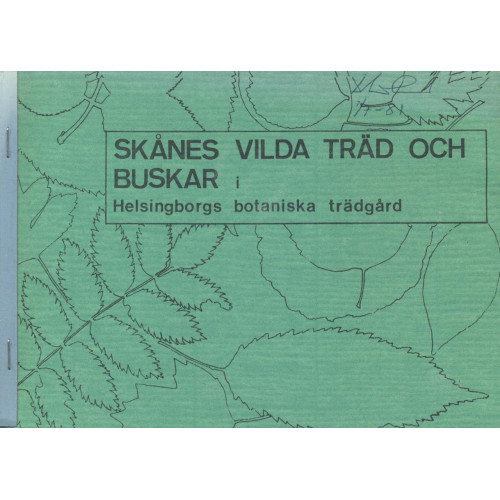 SKÅNES VILDA TRÄD OCH
BUSKAR i
Helsingborgs botaniska trädgård